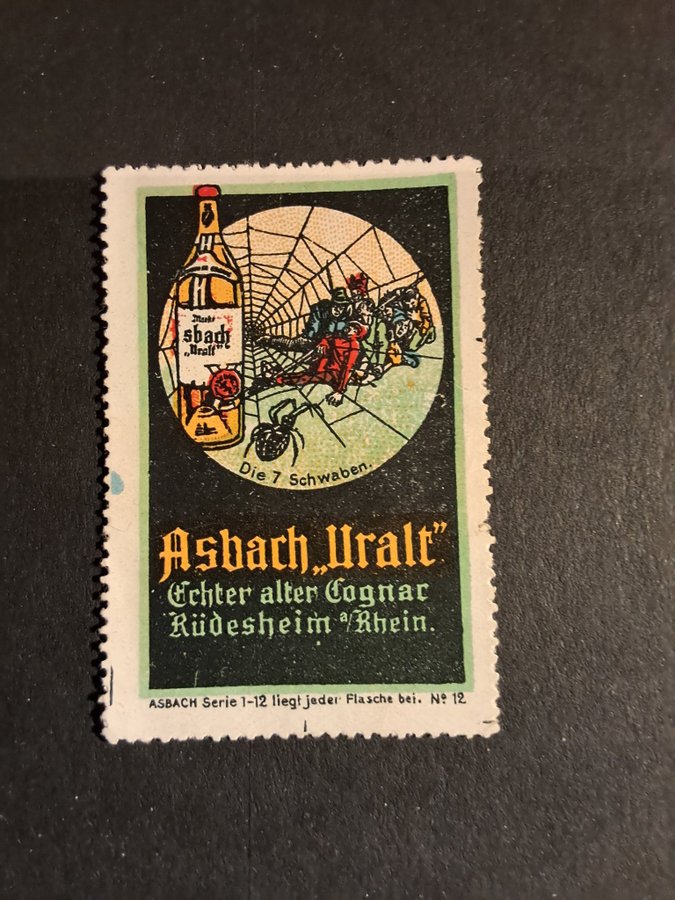 Marke
sbach
„Uralt"
Die 7 Schwaben.
Asbach „Uralt"
Echter alter Cognac
Rüdesheim a/Rhein.
ASBACH Serie 1-12 liegt jeder Flasche bei. No 12